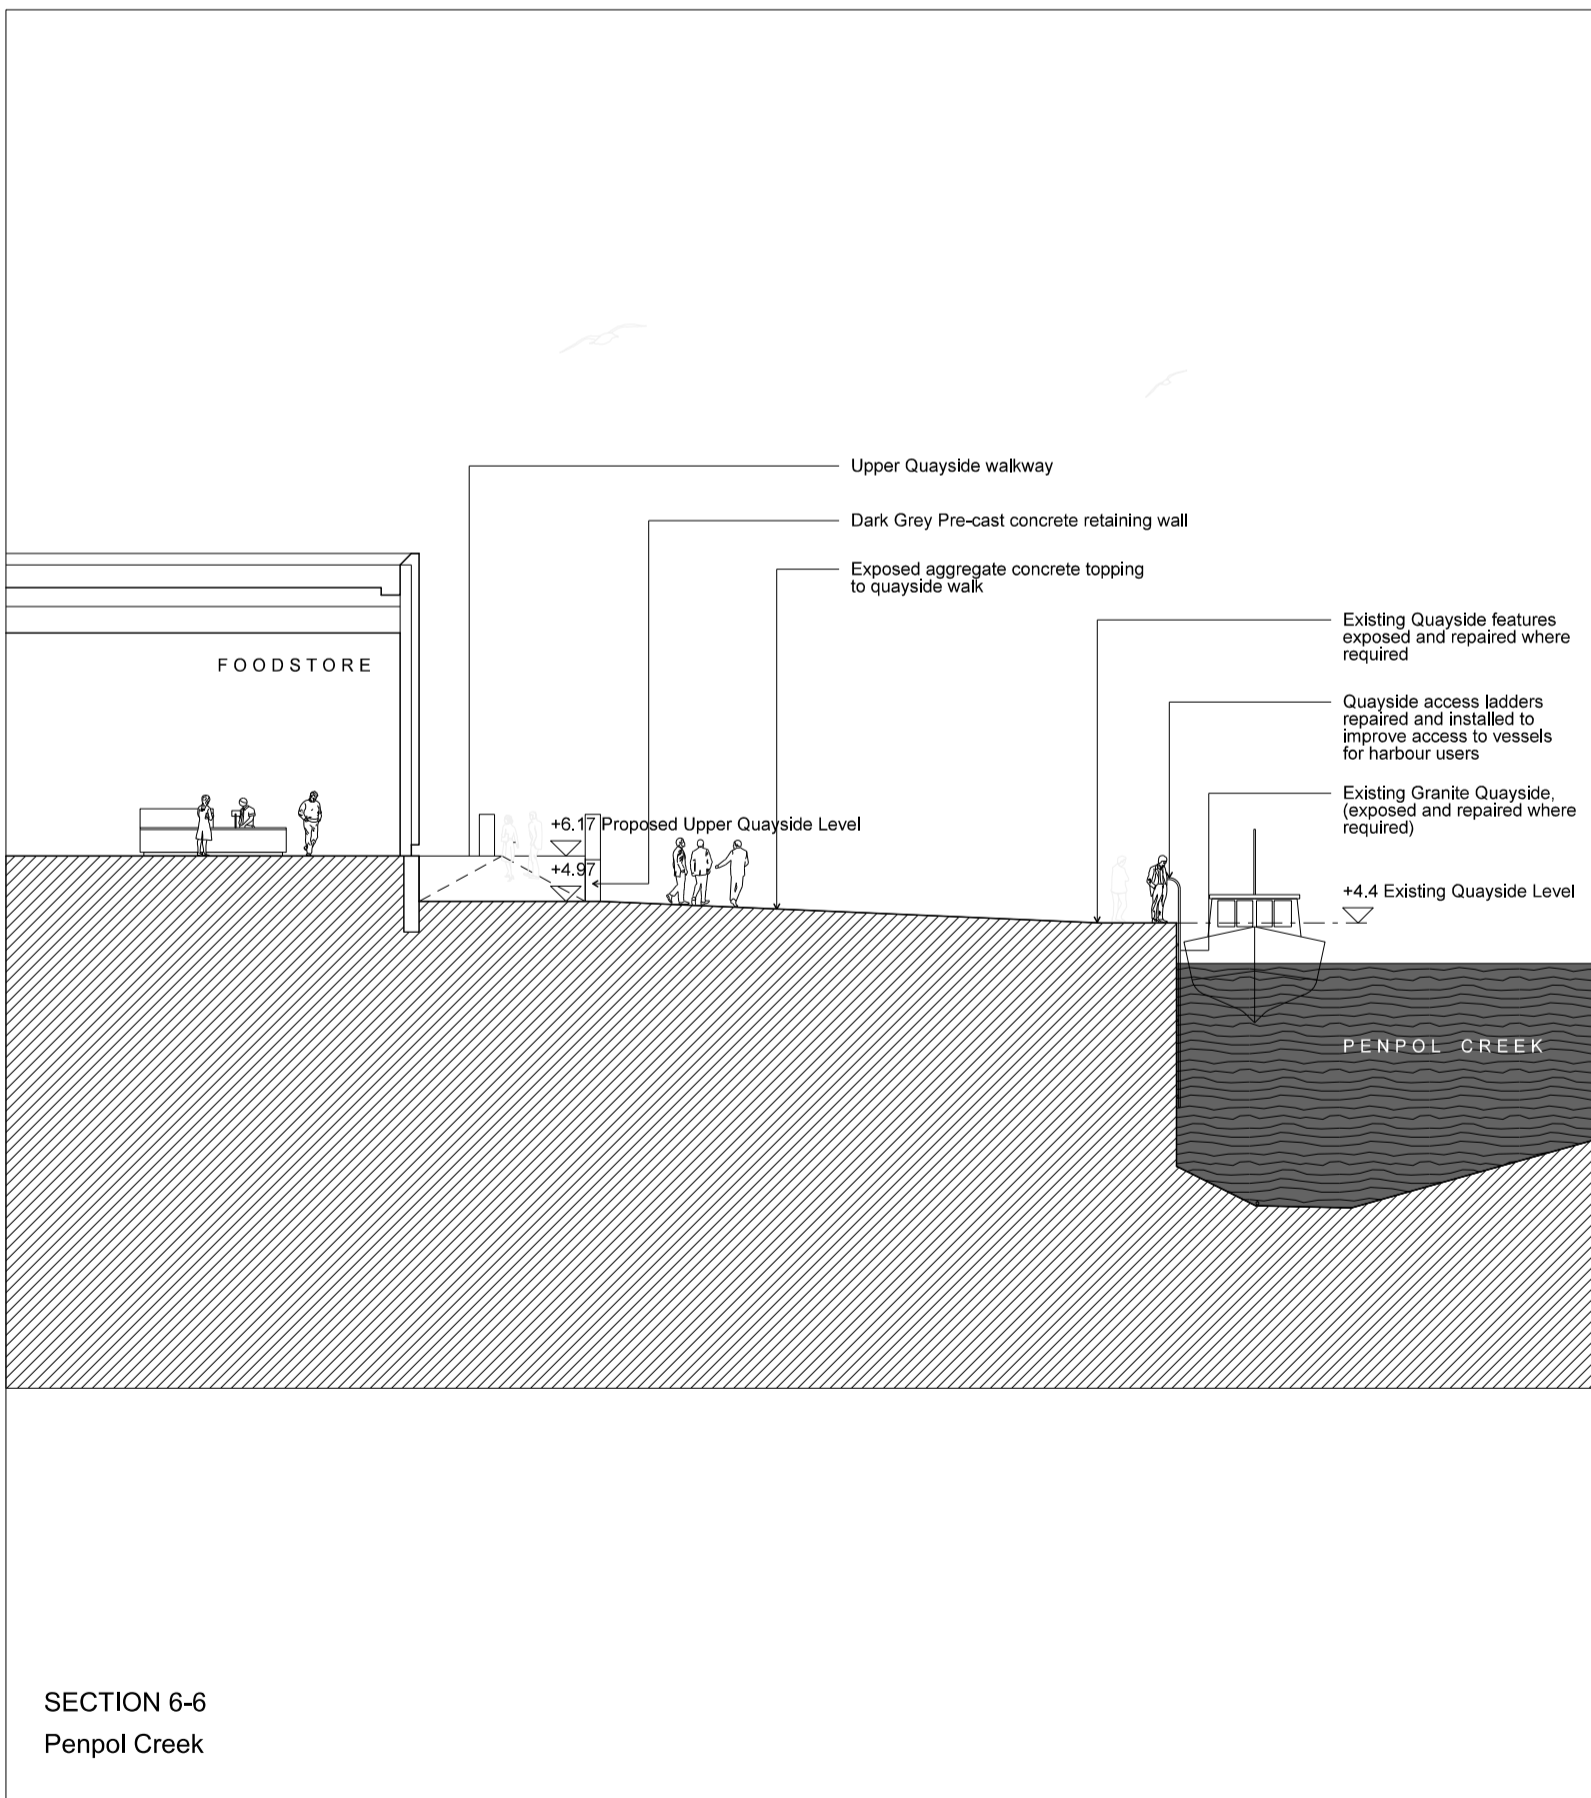 Upper Quayside walkway
Dark Grey Pre-cast concrete retaining wall
Exposed aggregate concrete topping
to quayside walk
Existing Quayside features
exposed and repaired where
required
FOODSTORE
Quayside access ladders
repaired and installed to
improve access to vessels
for harbour users
Existing Granite Quayside,
(exposed and repaired where
required)
+6.17 Proposed Upper Quayside Level
+4.97
+4.4 Existing Quayside Level
PENPOL CREEK
SECTION 6-6
Penpol Creek